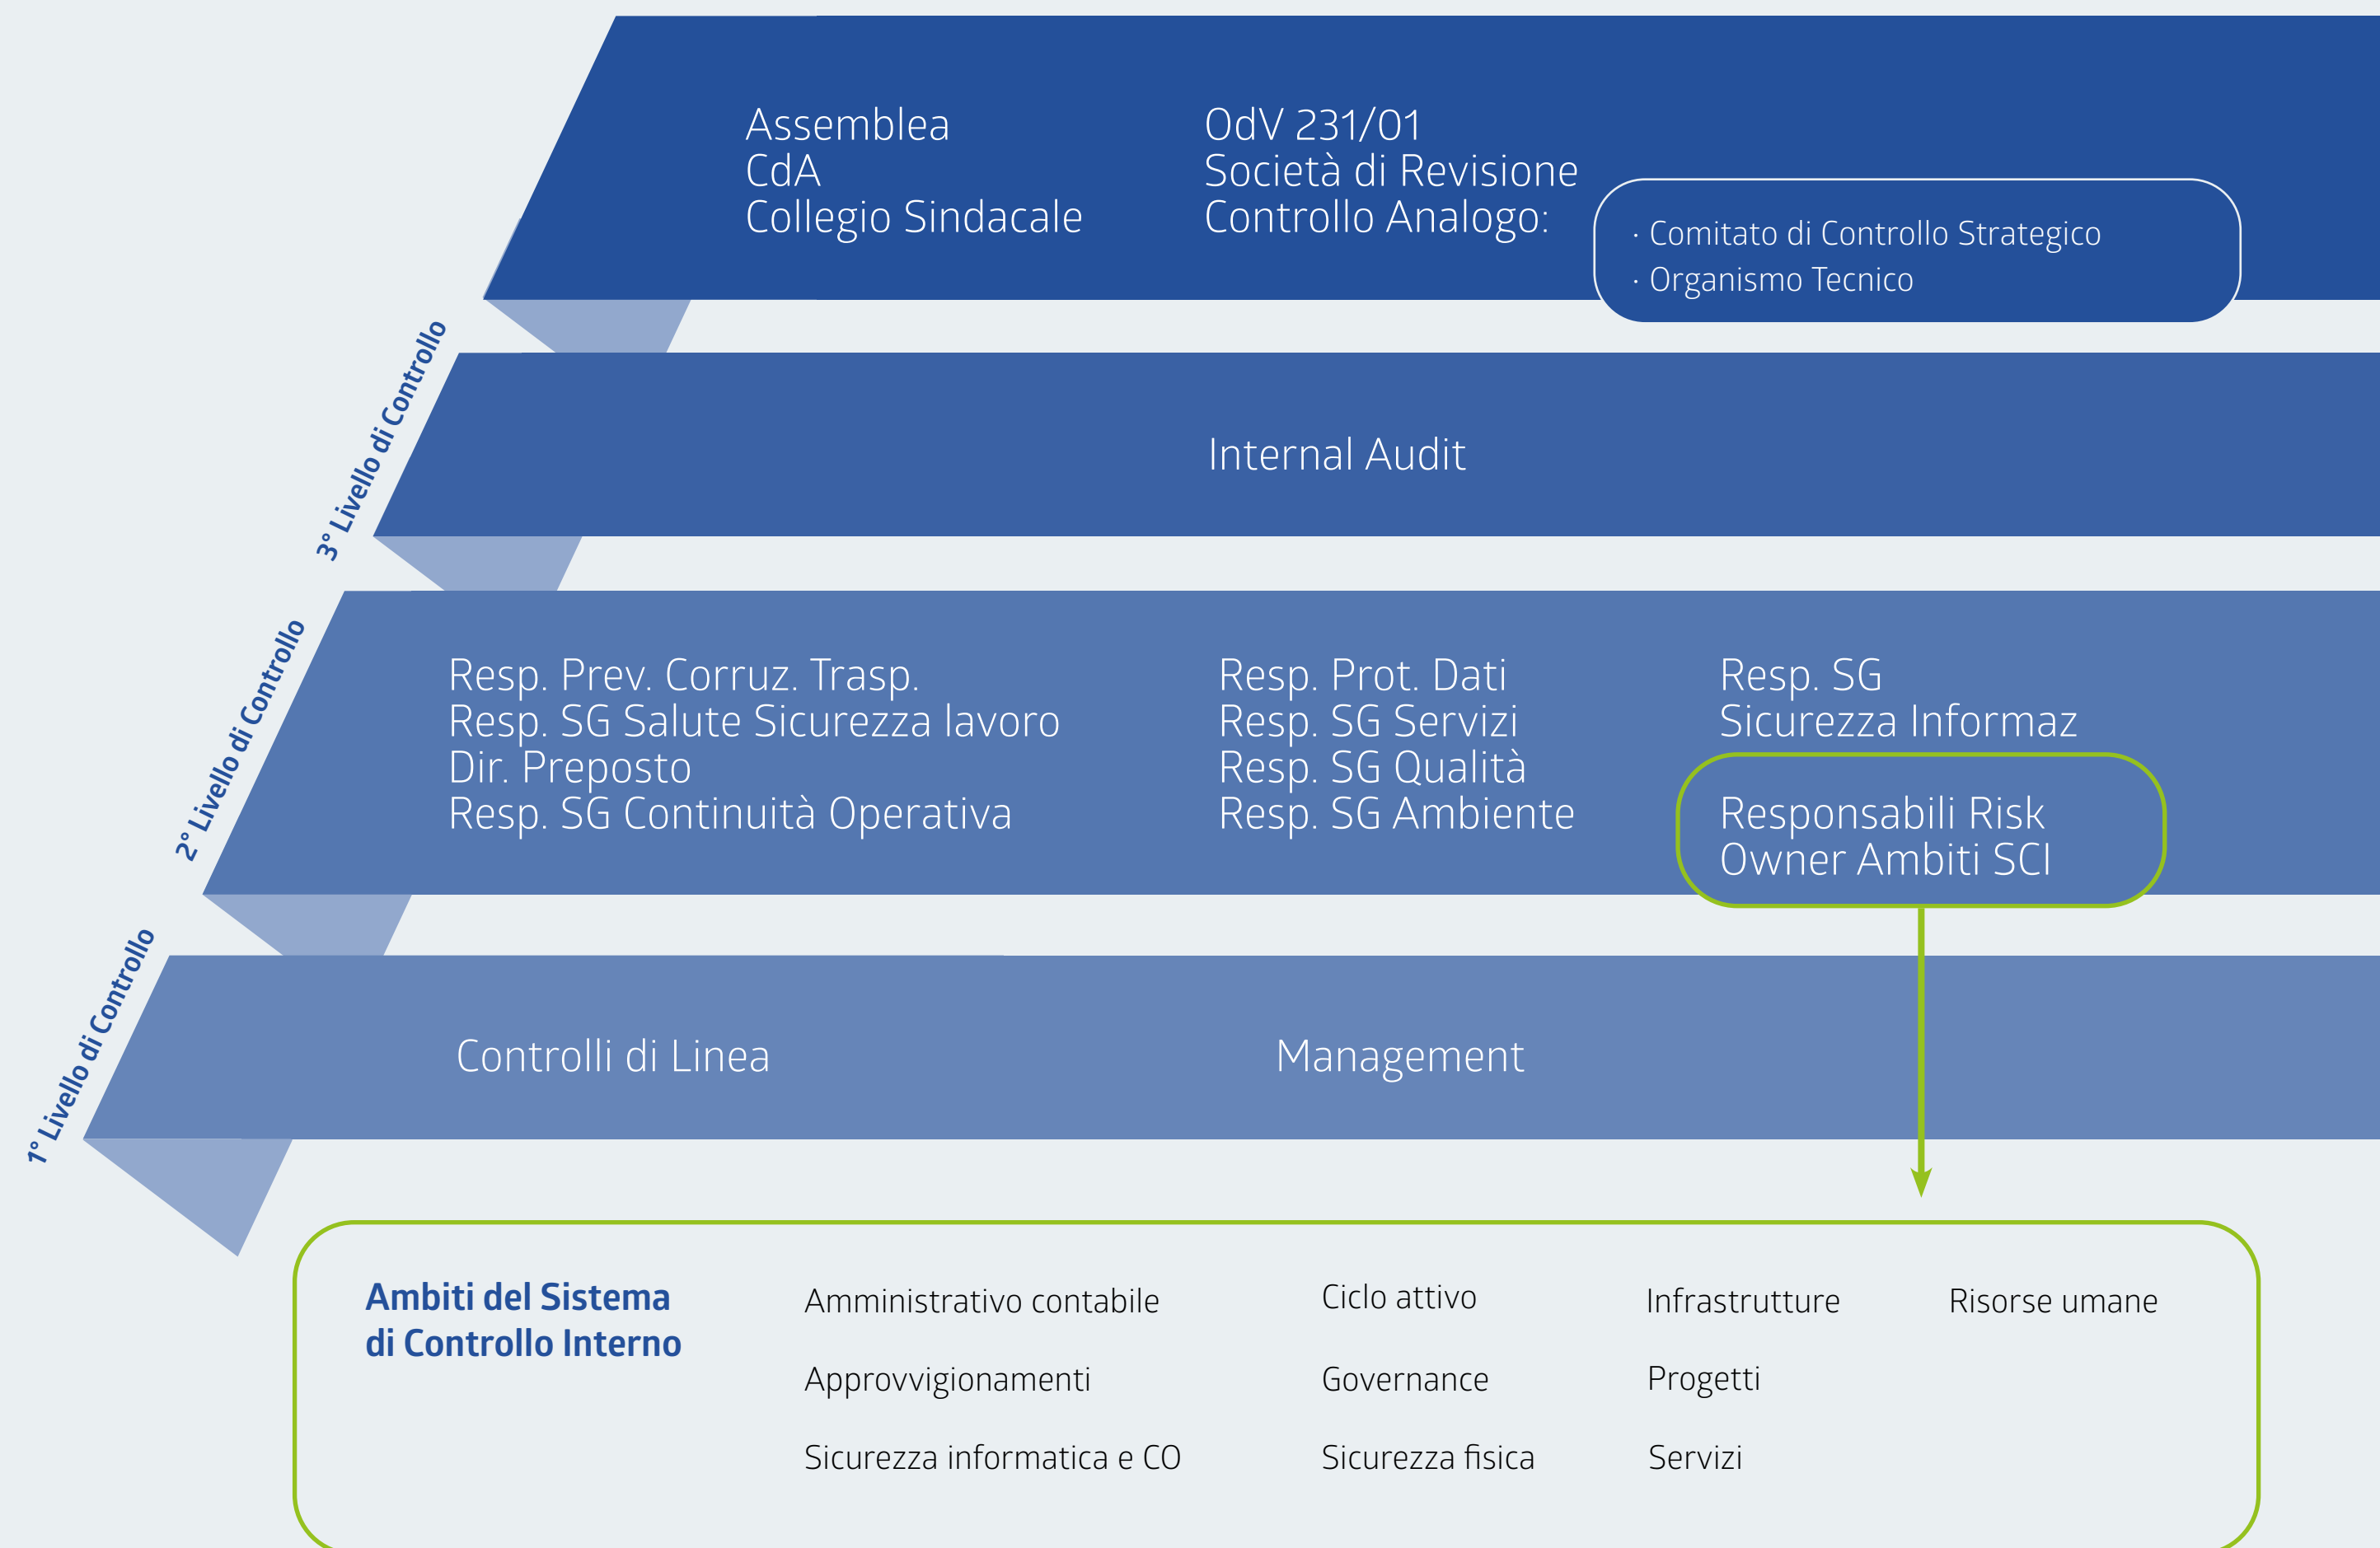 Assemblea
CdA
Collegio Sindacale
OdV 231/01
Società di Revisione
Controllo Analogo:
· Comitato di Controllo Strategico
· Organismo Tecnico
3° Livello di Controllo
Internal Audit
2° Livello di Controllo
Resp. Prev. Corruz. Trasp.
Resp. SG Salute Sicurezza lavoro
Dir. Preposto
Resp. SG Continuità Operativa
Resp. Prot. Dati
Resp. SG Servizi
Resp. SG Qualità
Resp. SG Ambiente
Resp. SG
Sicurezza Informaz
Responsabili Risk
Owner Ambiti SCI
1° Livello di Controllo
Controlli di Linea
Management
Ambiti del Sistema
di Controllo Interno
Amministrativo contabile
Approvvigionamenti
Sicurezza informatica e CO
Ciclo attivo
Governance
Sicurezza fisica
Infrastrutture
Progetti
Servizi
Risorse umane